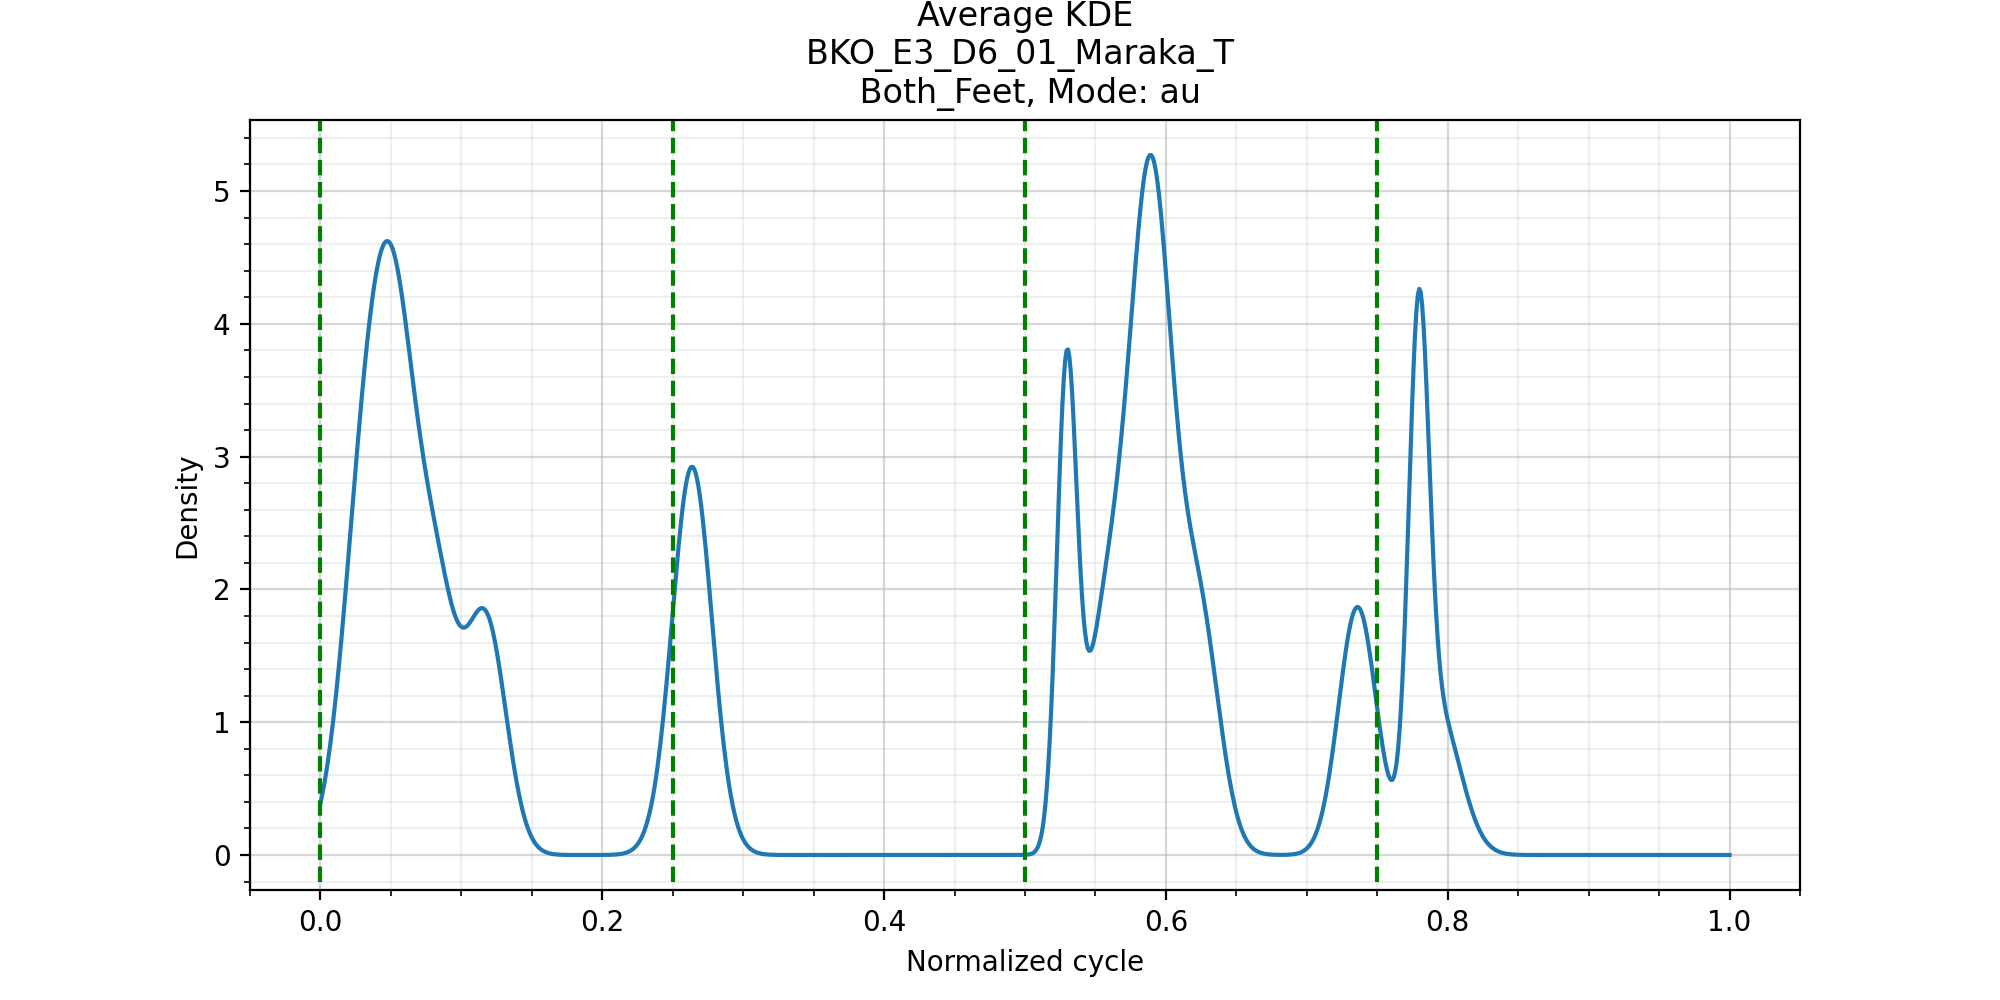 Average KDE
BKO_E3_D6_01_Maraka_T
Both_Feet, Mode: au
5
4
3
2
1
0
Density
0.0 0.2 0.4 0.6 0.8 1.0
Normalized cycle